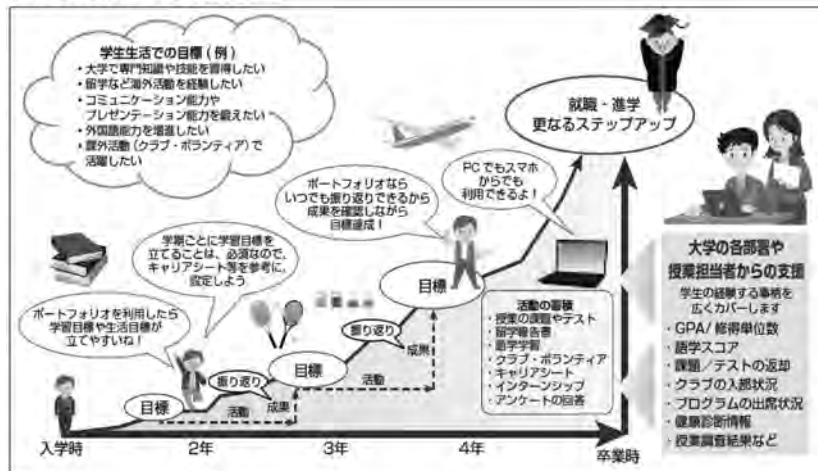 学生生活での目標(例)
・大学で専門知識や技能を習得したい
・留学など海外活動を経験したい
・コミュニケーション能力や
プレゼンテーション能力を鍛えたい
・外国語能力を増進したい
・課外活動(クラブ・ボランティア)で
活躍したい
就職・進学
更なるステップアップ
PCでもスマホ
からでも
利用できるよ!
ポートフォリオなら
いつでも振り返りできるから
成果を確認しながら
目標達成!
学期ごとに学習目標を
立てることは、必須なので、
キャリアシート等を参考に、
設定しよう
ポートフォリオを利用したら
学習目標や生活目標が
立てやすいね!
目標
振り返り
活動
成果
目標
振り返り
活動
成果
目標
活動の蓄積
・授業の課題やテスト
・留学報告書
・語学学習
・クラブ・ボランティア
・キャリアシート
・インターンシップ
・アンケートの回答
大学の各部署や
授業担当者からの支援
学生の経験する事柄を
広くカバーします
・GPA/修得単位数
・語学スコア
・課題/テストの返却
・クラブの入部状況
・プログラムの出席状況
・健康診断情報
・授業調査結果など
入学時
2年
3年
4年
卒業時